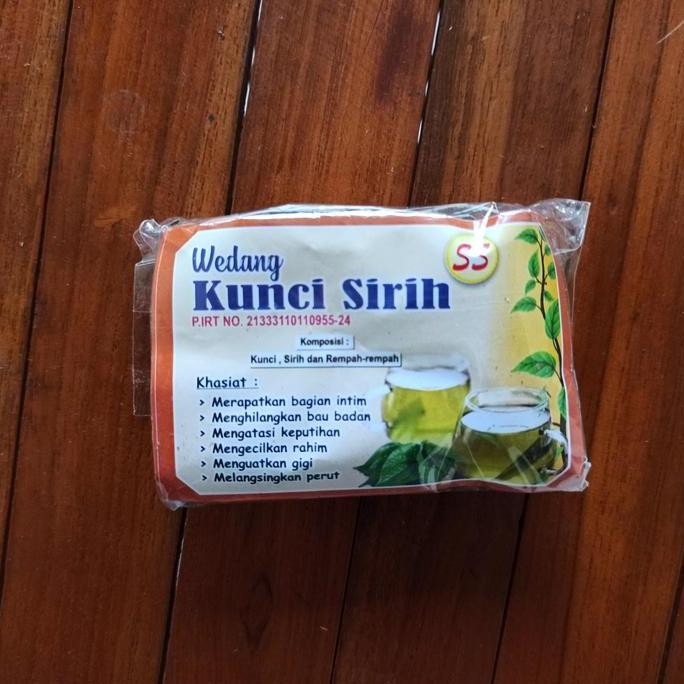 Wedang
S5
Kunci Sirih
P.IRT NO. 21333110110955-24
Komposisi :
Kunci , Sirih dan Rempah-rempah
Khasiat :
> Merapatkan bagian intim
> Menghilangkan bau badan
> Mengatasi keputihan
> Mengecilkan rahim
> Menguatkan gigi
> Melangsingkan perut